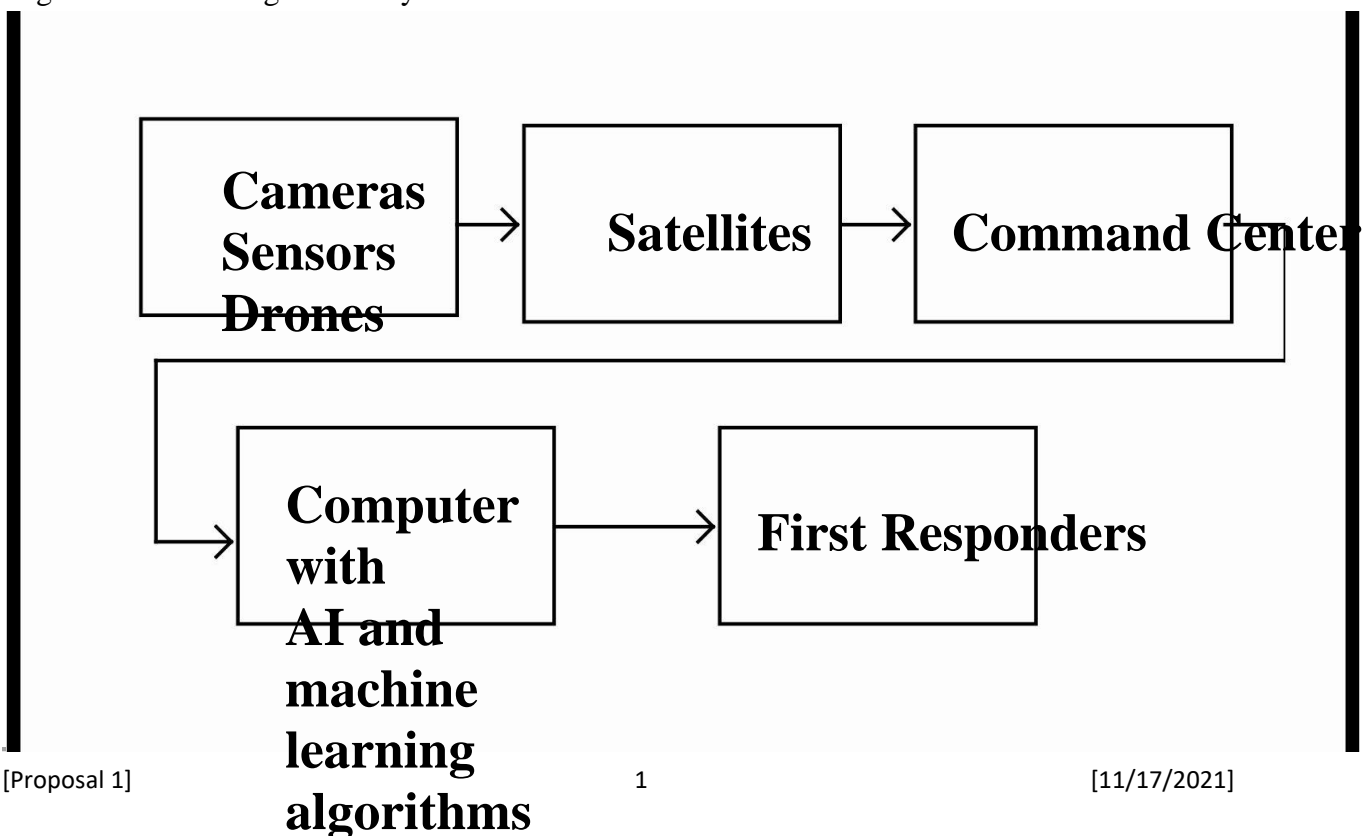 Cameras
Sensors
Drones
Satellites
Command Center
Computer
with
AI and
machine
learning
algorithms
First Responders
[Proposal 1] 1 [11/17/2021]